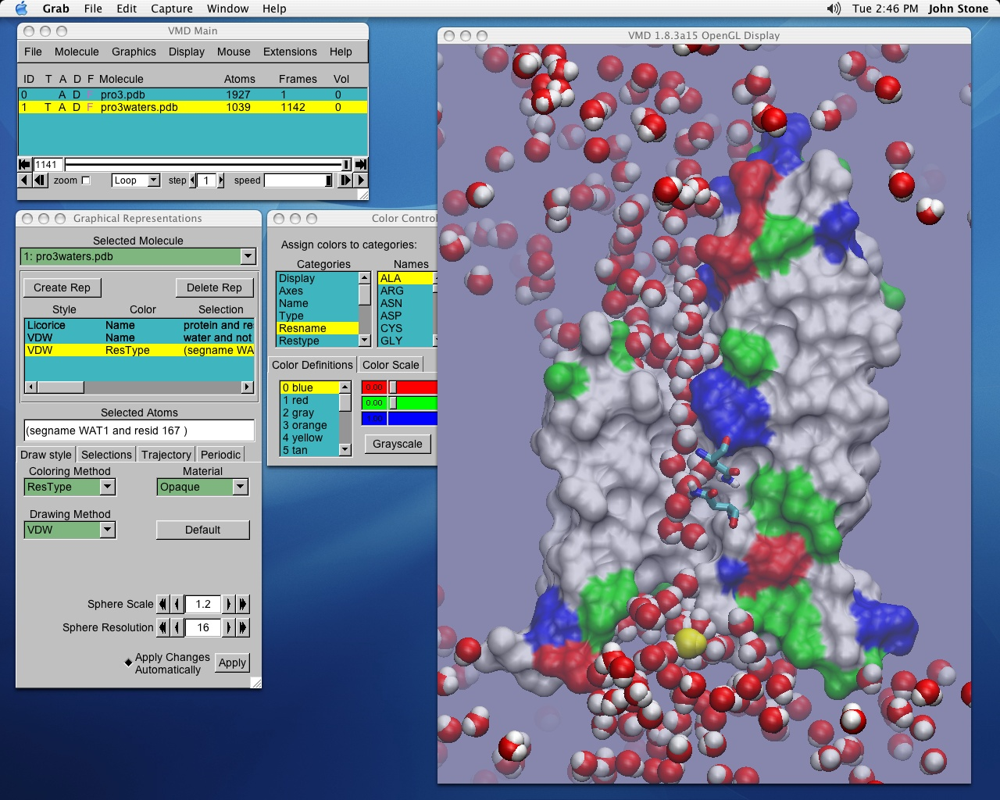 Grab File Edit Capture Window Help Tue 2:46 PM John Stone
VMD Main
File Molecule Graphics Display Mouse Extensions Help
ID T A D F Molecule Atoms Frames Vol
0 A D F pro3.pdb 1927 1 0
1 T A D F pro3waters.pdb 1039 1142 0
1141
zoom Loop step 1 speed
Graphical Representations
Selected Molecule
1: pro3waters.pdb
Create Rep Delete Rep
Style Color Selection
Licorice Name protein and re
VDW Name water and not
VDW ResType (segname WA
Selected Atoms
(segname WAT1 and resid 167 )
Draw style Selections Trajectory Periodic
Coloring Method Material
ResType Opaque
Drawing Method
VDW Default
Sphere Scale 1.2
Sphere Resolution 16
Apply Changes
Automatically
Apply
Color Control
Assign colors to categories:
Categories Names
Display ALA
Axes ARG
Name ASN
Type ASP
Resname CYS
Restype GLY
Color Definitions Color Scale
0 blue 0.00
1 red 0.00
2 gray 1.00
3 orange
4 yellow
5 tan
Grayscale
VMD 1.8.3a15 OpenGL Display